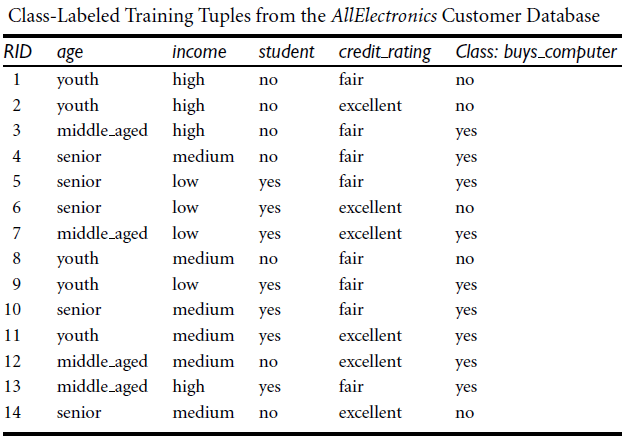 Class-Labeled Training Tuples from the AllElectronics Customer Database
RID age income student credit_rating Class: buys_computer
1 youth high no fair no
2 youth high no excellent no
3 middle_aged high no fair yes
4 senior medium no fair yes
5 senior low yes fair yes
6 senior low yes excellent no
7 middle_aged low yes excellent yes
8 youth medium no fair no
9 youth low yes fair yes
10 senior medium yes fair yes
11 youth medium yes excellent yes
12 middle_aged medium no excellent yes
13 middle_aged high yes fair yes
14 senior medium no excellent no